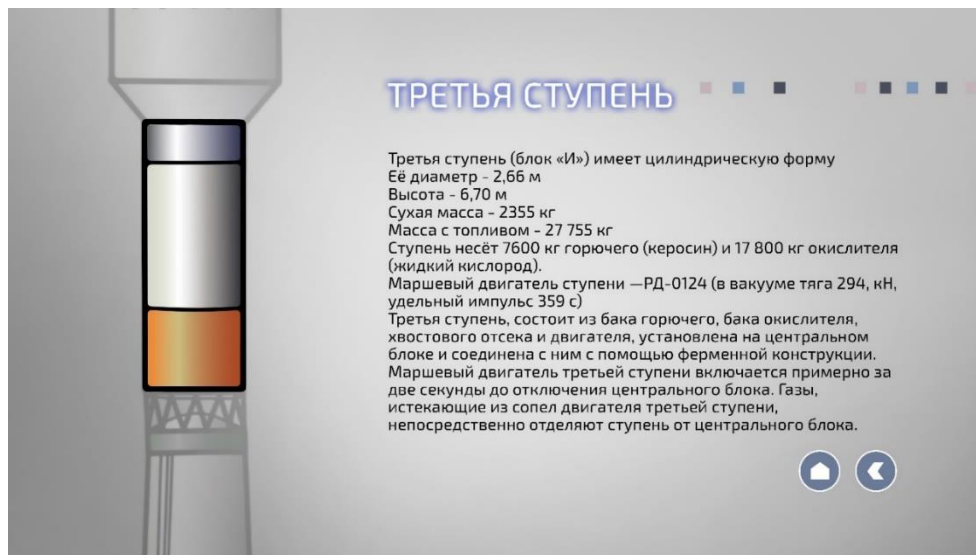 ТРЕТЬЯ СТУПЕНЬ
Третья ступень (блок «И») имеет цилиндрическую форму
Её диаметр - 2,66 м
Высота - 6,70 м
Сухая масса - 2355 кг
Масса с топливом - 27 755 кг
Ступень несёт 7600 кг горючего (керосин) и 17 800 кг окислителя
(жидкий кислород).
Маршевый двигатель ступени —РД-0124 (в вакууме тяга 294, кН,
удельный импульс 359 с)
Третья ступень, состоит из бака горючего, бака окислителя,
хвостового отсека и двигателя, установлена на центральном
блоке и соединена с ним с помощью ферменной конструкции.
Маршевый двигатель третьей ступени включается примерно за
две секунды до отключения центрального блока. Газы,
истекающие из сопел двигателя третьей ступени,
непосредственно отделяют ступень от центрального блока.